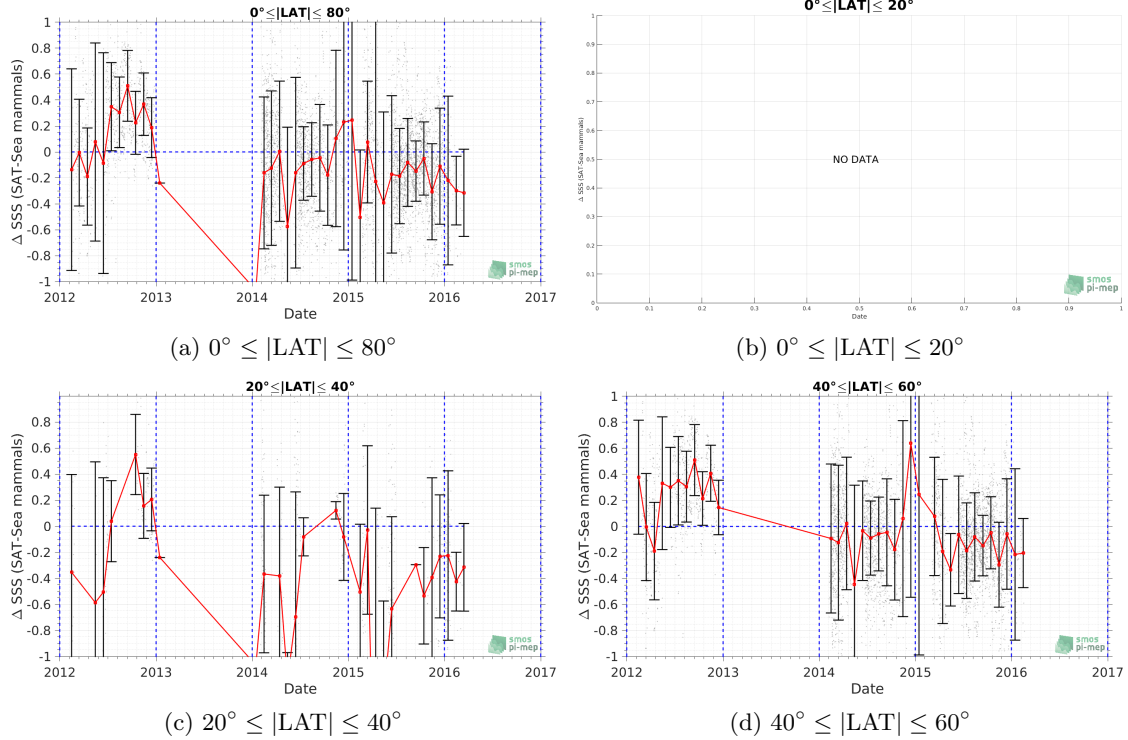 0°≤|LAT|≤ 80°
Δ SSS (SAT-Sea mammals)
1
0.8
0.6
0.4
0.2
0
-0.2
-0.4
-0.6
-0.8
-1
2012 2013 2014 2015 2016 2017
Date
smos
pi-mep
(a) 0° ≤ |LAT| ≤ 80°
0°≤|LAT|≤ 20°
Δ SSS (SAT-Sea mammals)
1
0.9
0.8
0.7
0.6
0.5
0.4
0.3
0.2
0.1
0
NO DATA
0 0.1 0.2 0.3 0.4 0.5 0.6 0.7 0.8 0.9 1
Date
smos
pi-mep
(b) 0° ≤ |LAT| ≤ 20°
20°≤|LAT|≤ 40°
Δ SSS (SAT-Sea mammals)
0.8
0.6
0.4
0.2
0
-0.2
-0.4
-0.6
-0.8
-1
2012 2013 2014 2015 2016 2017
Date
smos
pi-mep
(c) 20° ≤ |LAT| ≤ 40°
40°≤|LAT|≤ 60°
Δ SSS (SAT-Sea mammals)
1
0.8
0.6
0.4
0.2
0
-0.2
-0.4
-0.6
-0.8
-1
2012 2013 2014 2015 2016 2017
Date
smos
pi-mep
(d) 40° ≤ |LAT| ≤ 60°